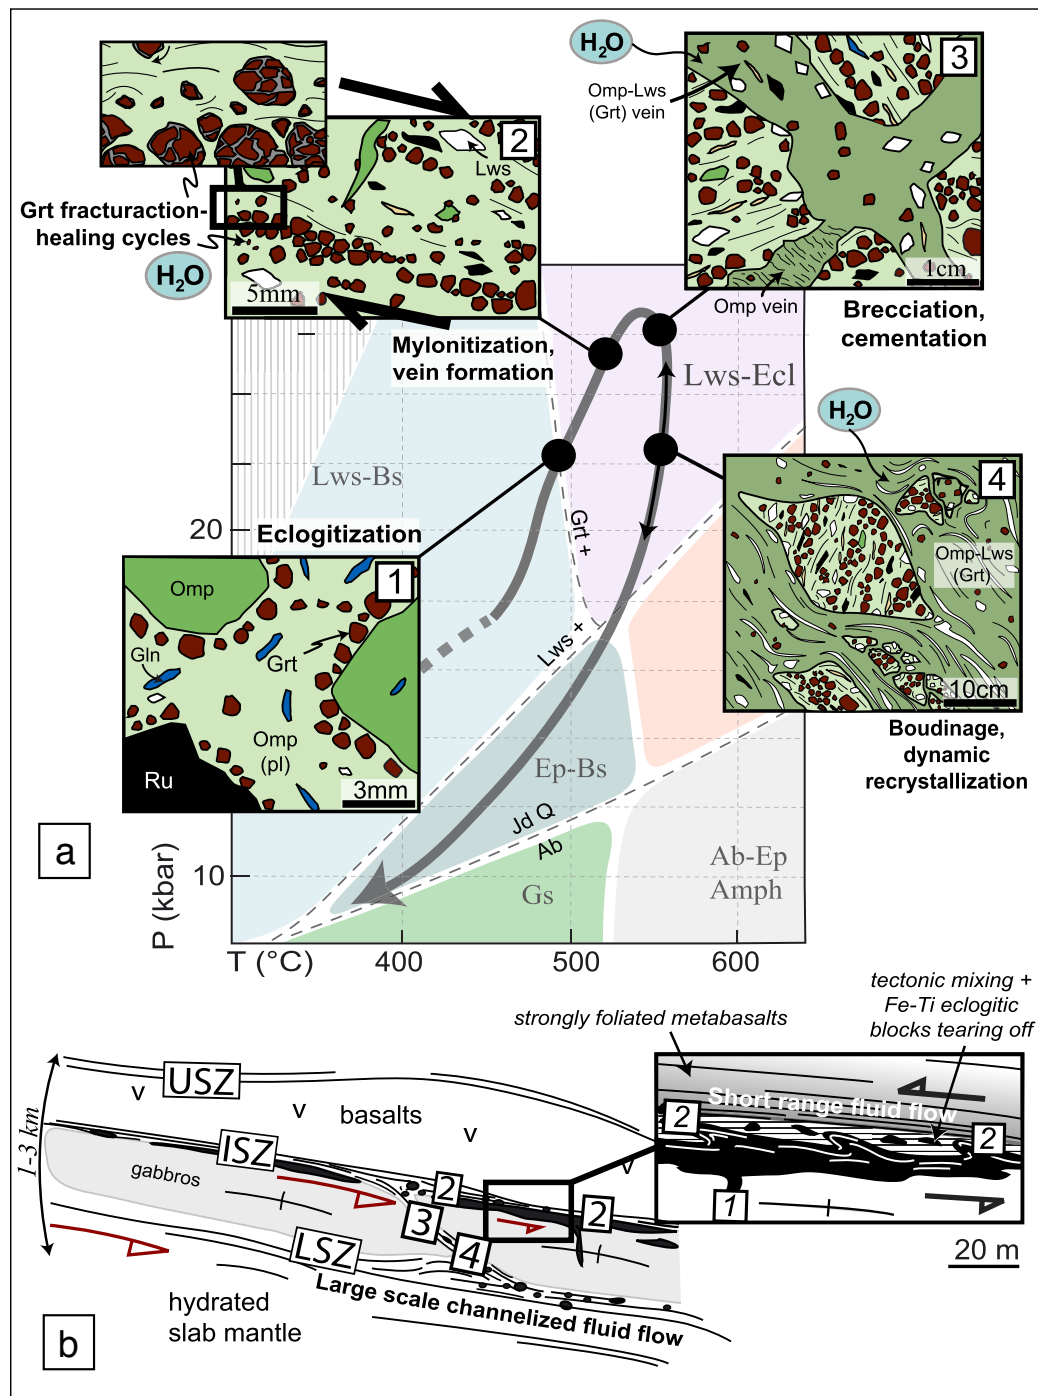 H₂O
3
Omp-Lws
(Grt) vein
2
Lws
Grt fracturaction-
healing cycles
H₂O
5mm
Omp vein
1cm
Brecciation,
cementation
Mylonitization,
vein formation
Lws-Ecl
H₂O
Lws-Bs
4
20
Eclogitization
Grt +
Omp-Lws
(Grt)
1
Omp
Gln
Grt
Lws +
10cm
Omp
(pl)
Boudinage,
dynamic
recrystallization
Ru
3mm
Ep-Bs
Jd Q
Ab
a
P (kbar)
10
Gs
Ab-Ep
Amph
T (°C)
400
500
600
tectonic mixing +
Fe-Ti eclogitic
blocks tearing off
strongly foliated metabasalts
USZ
v
v
basalts
v
v
Short range fluid flow
2
2
1
1-3 km
ISZ
gabbros
2
2
3
4
LSZ
20 m
Large scale channelized fluid flow
hydrated
slab mantle
b